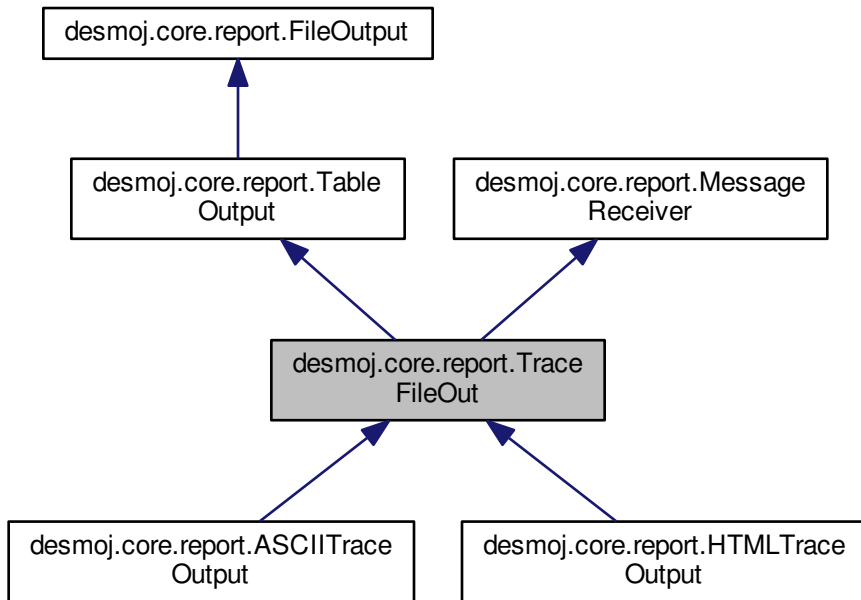 desmoj.core.report.FileOutput
desmoj.core.report.Table
Output
desmoj.core.report.Message
Receiver
desmoj.core.report.Trace
FileOut
desmoj.core.report.ASCIITrace
Output
desmoj.core.report.HTMLTrace
Output